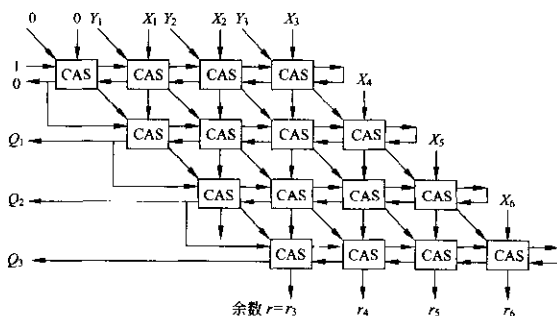 0 0 Y₁ X₁ Y₂ X₂ Y₃ X₃
1
0
CAS CAS CAS CAS
X₄
Q₁
CAS CAS CAS CAS
X₅
Q₂
CAS CAS CAS CAS
X₆
Q₃
CAS CAS CAS CAS
余数 r=r₃ r₄ r₅ r₆